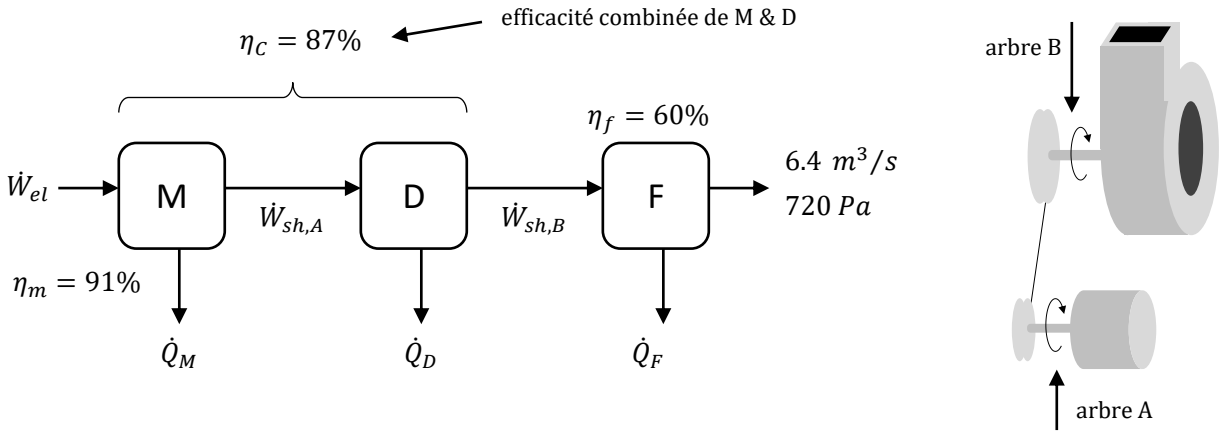 efficacité combinée de M & D
η_C = 87%
arbre B
η_f = 60%
Ẇ_el
M
Ẇ_sh,A
D
Ẇ_sh,B
F
6.4 m³/s
720 Pa
η_m = 91%
Q̇_M
Q̇_D
Q̇_F
arbre A